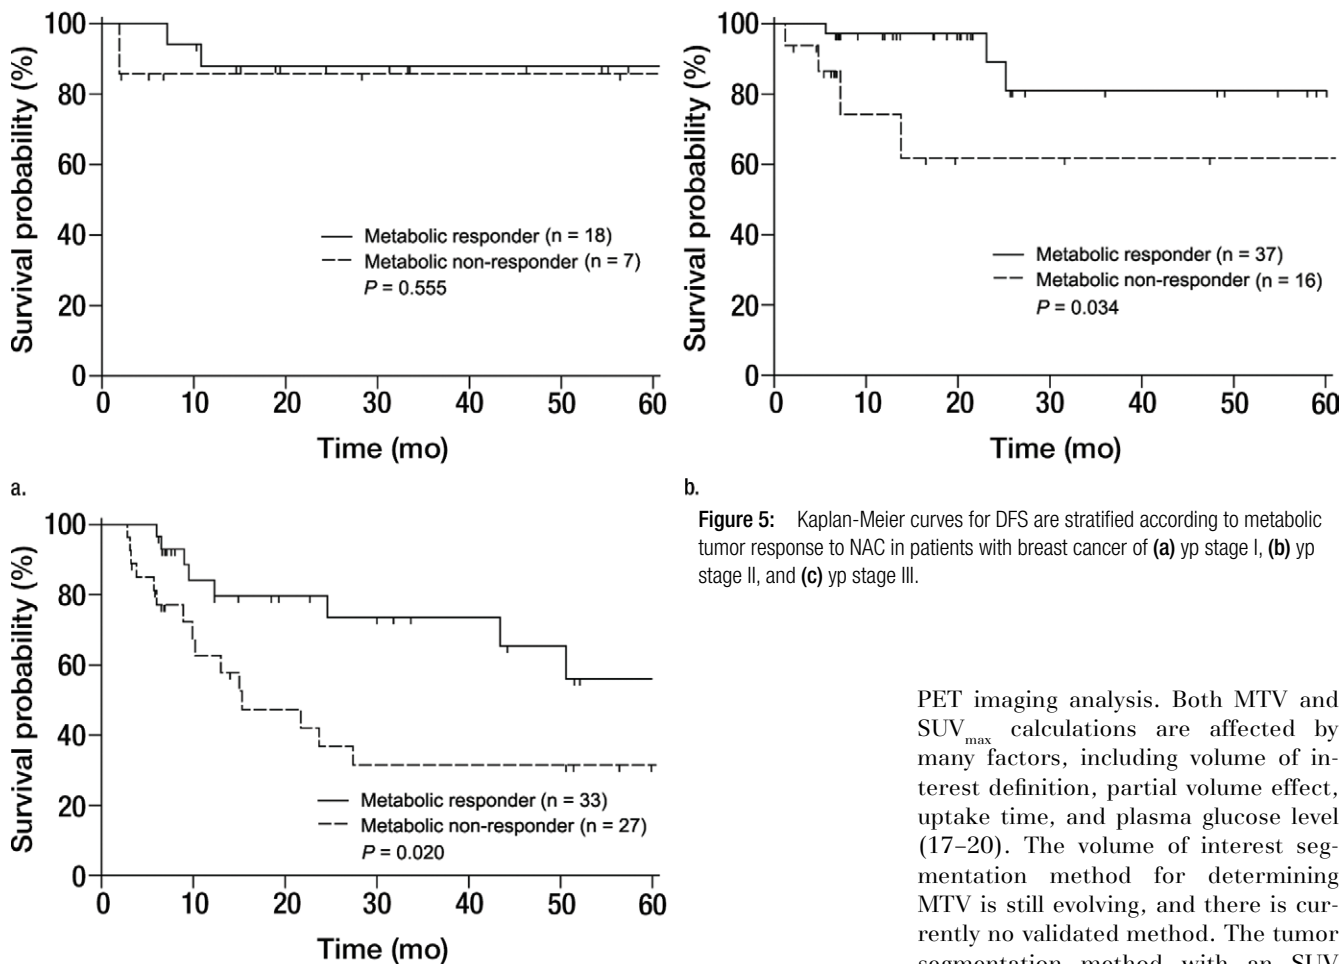 100
80
60
40
20
0
Survival probability (%)
Metabolic responder (n = 18)
Metabolic non-responder (n = 7)
P = 0.555
0 10 20 30 40 50 60
Time (mo)
a.
100
80
60
40
20
0
Survival probability (%)
Metabolic responder (n = 37)
Metabolic non-responder (n = 16)
P = 0.034
0 10 20 30 40 50 60
Time (mo)
b.
100
80
60
40
20
0
Survival probability (%)
Metabolic responder (n = 33)
Metabolic non-responder (n = 27)
P = 0.020
0 10 20 30 40 50 60
Time (mo)
Figure 5: Kaplan-Meier curves for DFS are stratified according to metabolic
tumor response to NAC in patients with breast cancer of (a) yp stage I, (b) yp
stage II, and (c) yp stage III.
PET imaging analysis. Both MTV and
SUVmax calculations are affected by
many factors, including volume of in-
terest definition, partial volume effect,
uptake time, and plasma glucose level
(17–20). The volume of interest seg-
mentation method for determining
MTV is still evolving, and there is cur-
rently no validated method. The tumor
segmentation method with an SUV